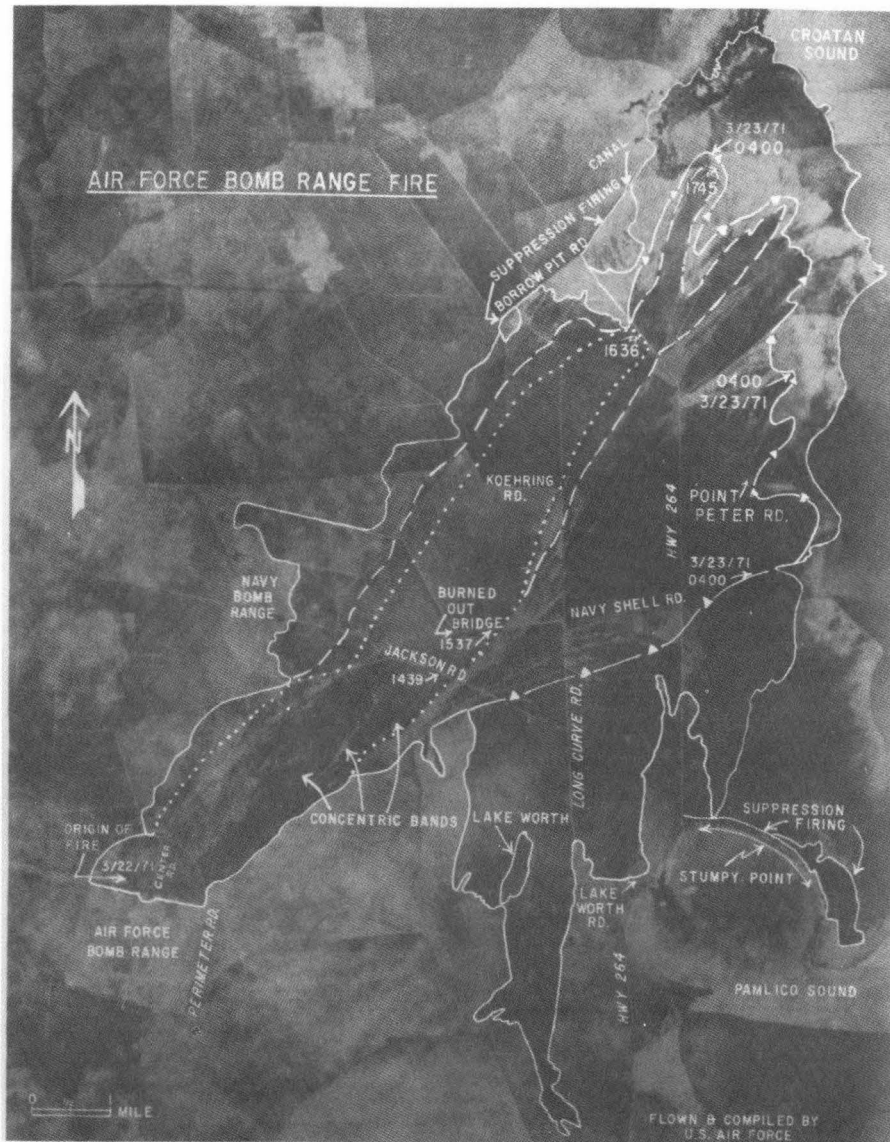 CROATAN
SOUND
AIR FORCE BOMB RANGE FIRE
3/23/71
0400
1745
CANAL
SUPPRESSION FIRING
BORROW PIT RD.
1636
0400
3/23/71
N
KOEHRING
RD.
HWY 264
POINT
PETER RD.
3/23/71
0400
NAVY
BOMB
RANGE
BURNED
OUT
BRIDGE
1537
NAVY SHELL RD.
JACKSON RD.
1439
LONG CURVE RD.
CONCENTRIC BANDS
LAKE WORTH
SUPPRESSION
FIRING
STUMPY POINT
ORIGIN OF
FIRE
3/22/71
CENTER
RD.
LAKE
WORTH
RD.
AIR FORCE
BOMB RANGE
PERIMETER RD.
HWY 264
PAMLICO SOUND
0 1/2 1
MILE
FLOWN & COMPILED BY
U.S. AIR FORCE